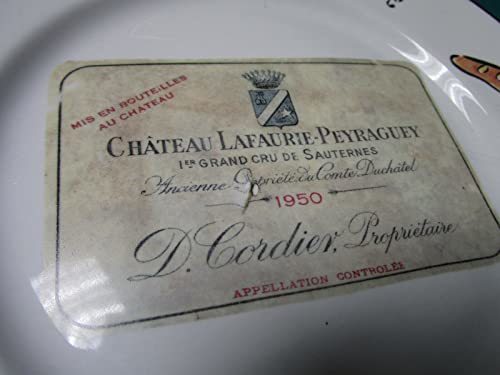 MIS EN BOUTEILLES
AU CHATEAU
CHÂTEAU LAFAURIE-PEYRAGUEY
1ER GRAND CRU DE SAUTERNES
Ancienne Propriété du Comte Duchâtel
1950
D. Cordier, Propriétaire
APPELLATION CONTROLÉE